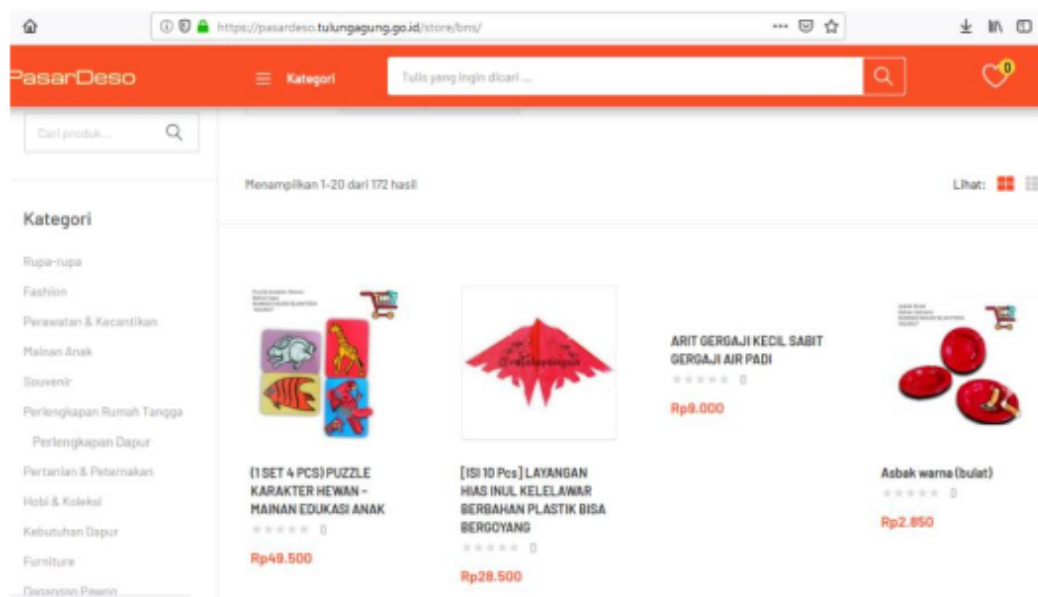 https://pasardeso.tulungagung.go.id/store/bns/
PasarDeso
Kategori
Tulis yang ingin dicari ...
0
Cari produk...
Menampilkan 1–20 dari 172 hasil
Lihat:
Kategori
Rupa-rupa
Fashion
Perawatan & Kecantikan
Mainan Anak
Souvenir
Perlengkapan Rumah Tangga
Perlengkapan Dapur
Pertanian & Peternakan
Hobi & Koleksi
Kebutuhan Dapur
Furniture
(1 SET 4 PCS) PUZZLE
KARAKTER HEWAN –
MAINAN EDUKASI ANAK
0
Rp49.500
[ISI 10 Pcs] LAYANGAN
HIAS INUL KELELAWAR
BERBAHAN PLASTIK BISA
BERGOYANG
0
Rp28.500
ARIT GERGAJI KECIL SABIT
GERGAJI AIR PADI
0
Rp9.000
Asbak warna (bulat)
0
Rp2.850